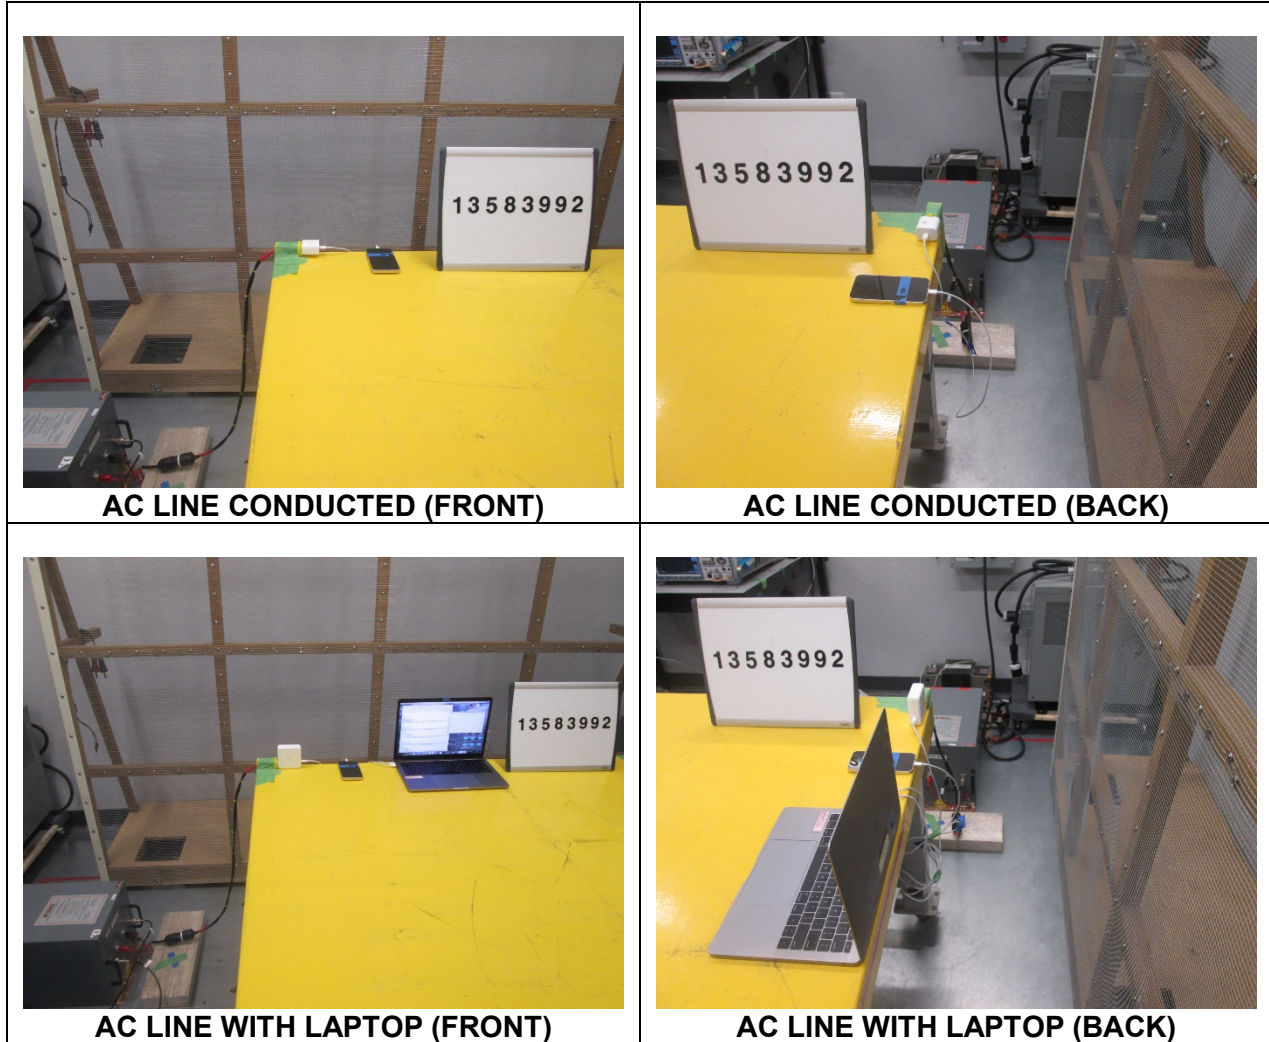 13583992
13583992
AC LINE CONDUCTED (FRONT)
AC LINE CONDUCTED (BACK)
13583992
13583992
AC LINE WITH LAPTOP (FRONT)
AC LINE WITH LAPTOP (BACK)